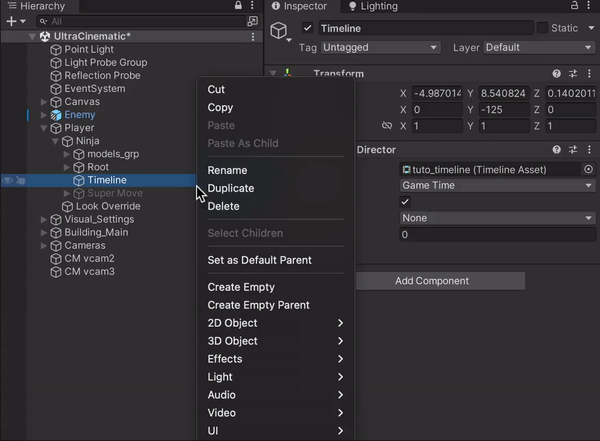 Hierarchy
All
UltraCinematic*
Point Light
Light Probe Group
Reflection Probe
EventSystem
Canvas
Enemy
Player
Ninja
models_grp
Root
Timeline
Super Move
Look Override
Visual_Settings
Building_Main
Cameras
CM vcam2
CM vcam3
Cut
Copy
Paste
Paste As Child
Rename
Duplicate
Delete
Select Children
Set as Default Parent
Create Empty
Create Empty Parent
2D Object
3D Object
Effects
Light
Audio
Video
UI
Inspector
Lighting
Timeline
Static
Tag Untagged Layer Default
Transform
X -4.987014 Y 8.540824 Z 0.1402011
X 0 Y -125 Z 0
X 1 Y 1 Z 1
Director
tuto_timeline (Timeline Asset)
Game Time
None
0
Add Component